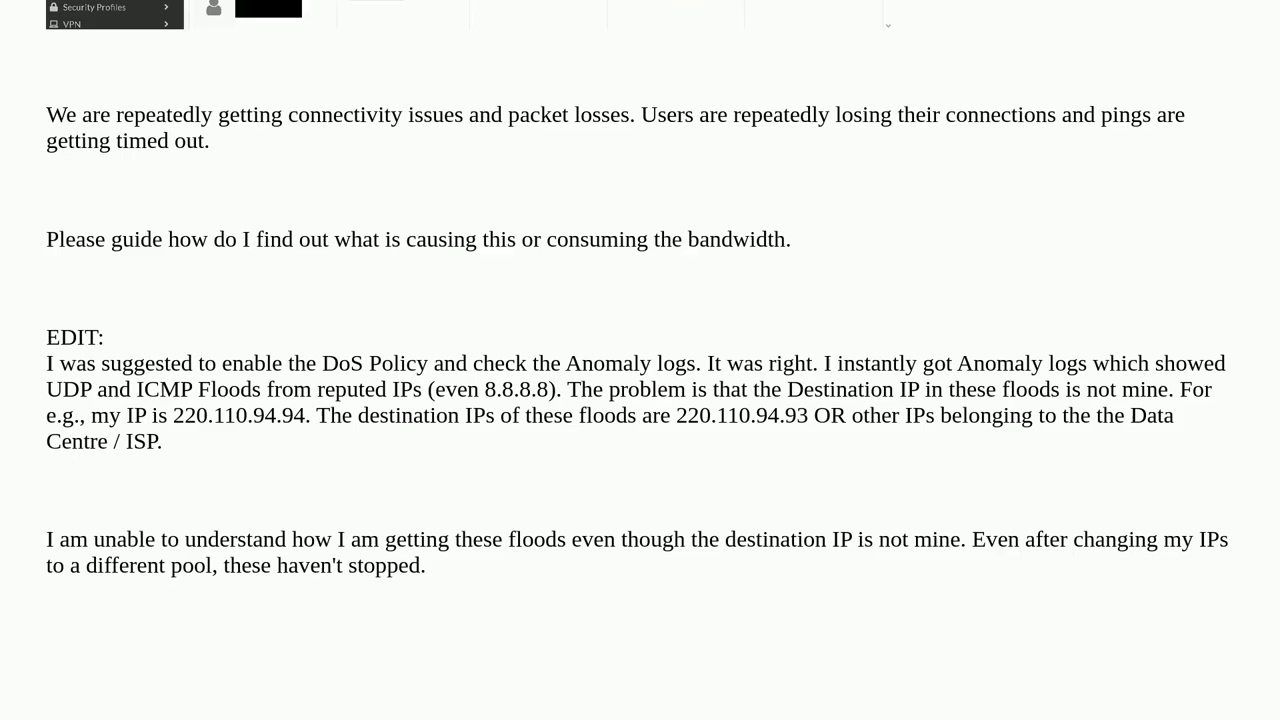 Security Profiles
VPN
We are repeatedly getting connectivity issues and packet losses. Users are repeatedly losing their connections and pings are
getting timed out.
Please guide how do I find out what is causing this or consuming the bandwidth.
EDIT:
I was suggested to enable the DoS Policy and check the Anomaly logs. It was right. I instantly got Anomaly logs which showed
UDP and ICMP Floods from reputed IPs (even 8.8.8.8). The problem is that the Destination IP in these floods is not mine. For
e.g., my IP is 220.110.94.94. The destination IPs of these floods are 220.110.94.93 OR other IPs belonging to the the Data
Centre / ISP.
I am unable to understand how I am getting these floods even though the destination IP is not mine. Even after changing my IPs
to a different pool, these haven't stopped.